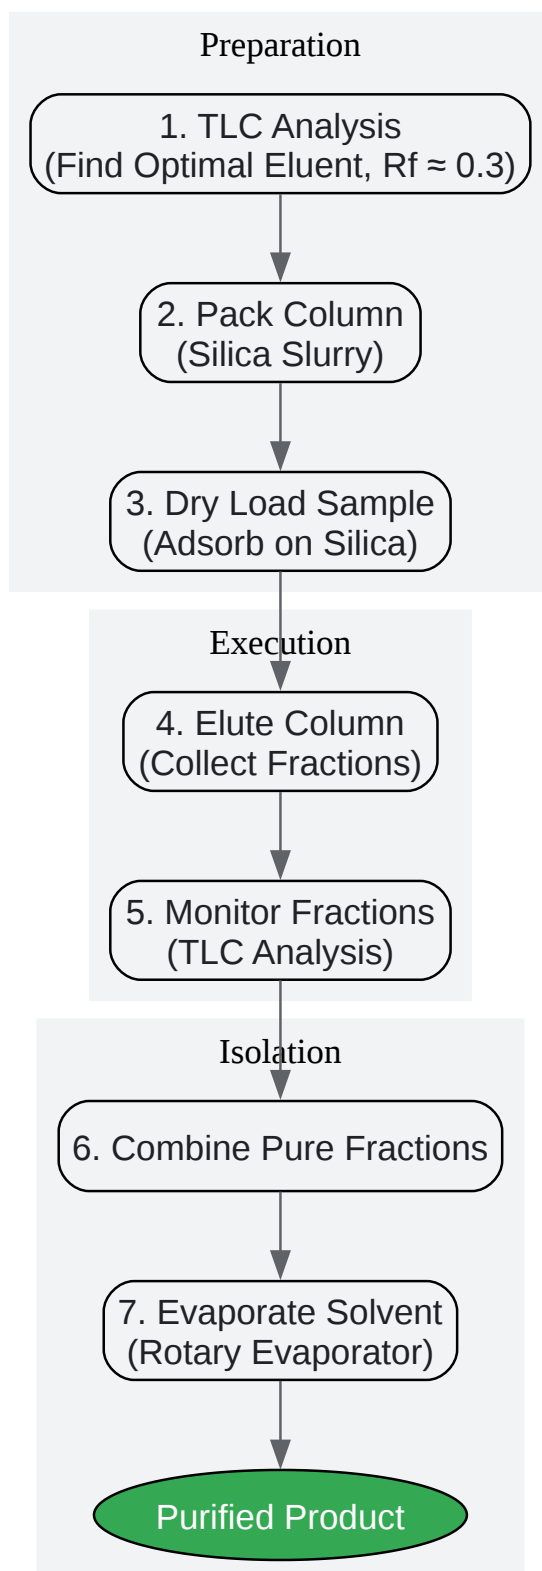 Preparation
1. TLC Analysis
(Find Optimal Eluent, Rf ≈ 0.3)
2. Pack Column
(Silica Slurry)
3. Dry Load Sample
(Adsorb on Silica)
Execution
4. Elute Column
(Collect Fractions)
5. Monitor Fractions
(TLC Analysis)
Isolation
6. Combine Pure Fractions
7. Evaporate Solvent
(Rotary Evaporator)
Purified Product